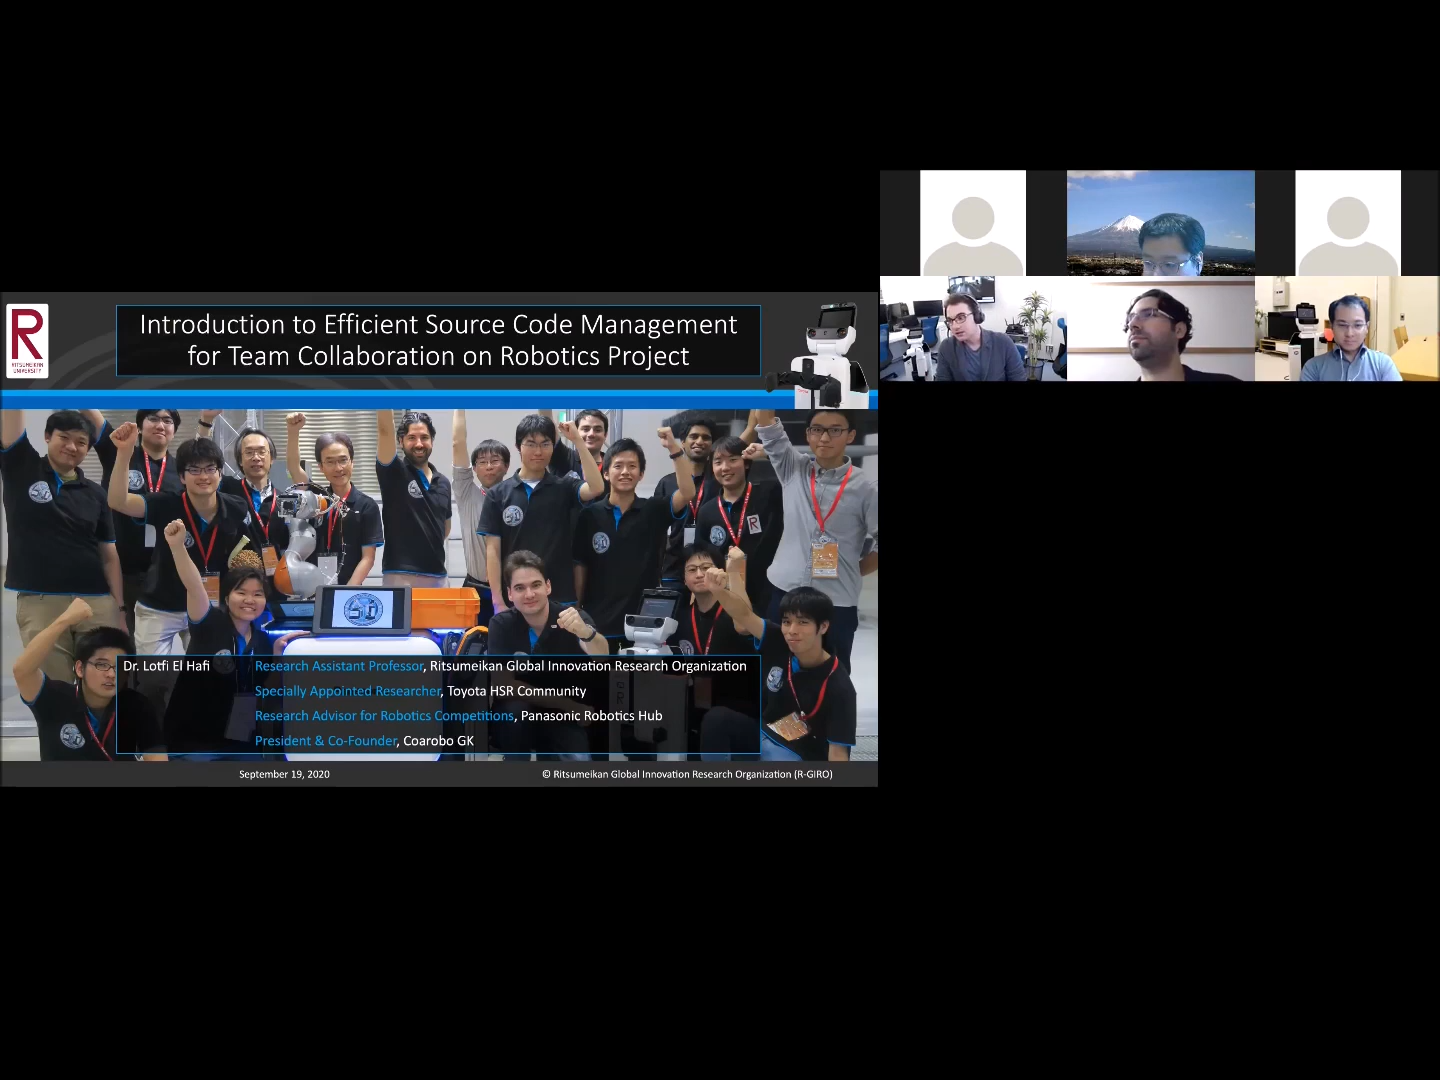 R
RITSUMEIKAN
UNIVERSITY
Introduction to Efficient Source Code Management
for Team Collaboration on Robotics Project
R
Dr. Lotfi El Hafi
Research Assistant Professor, Ritsumeikan Global Innovation Research Organization
Specially Appointed Researcher, Toyota HSR Community
Research Advisor for Robotics Competitions, Panasonic Robotics Hub
President & Co-Founder, Coarobo GK
September 19, 2020
© Ritsumeikan Global Innovation Research Organization (R-GIRO)